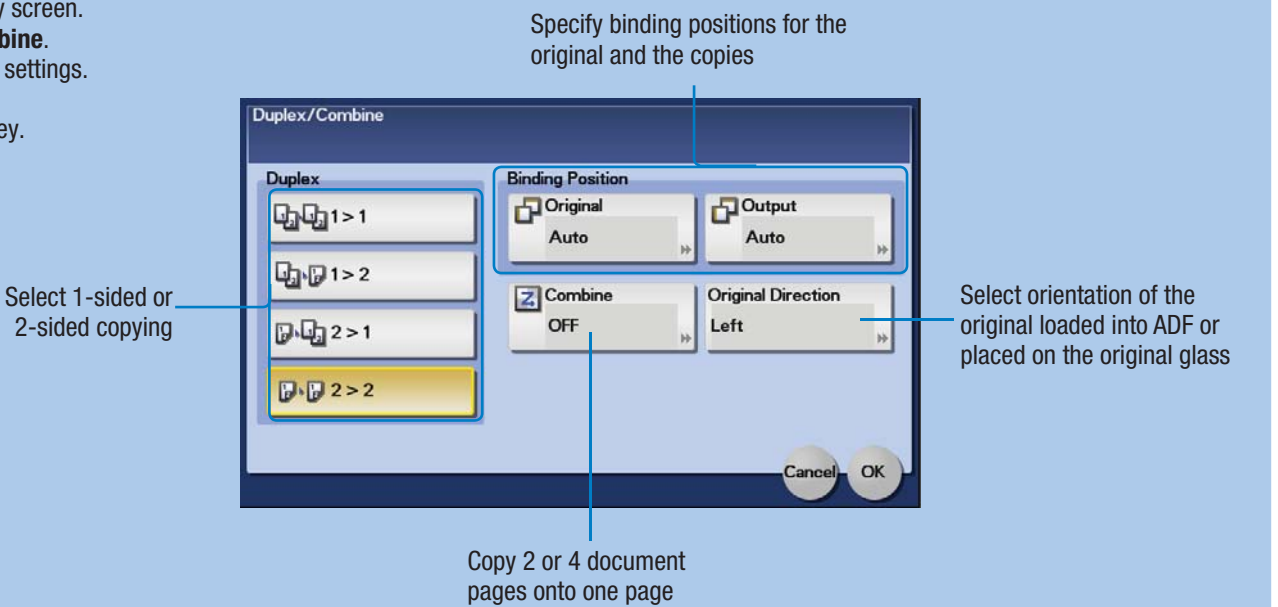 y screen.
bine.
settings.
ey.
Specify binding positions for the
original and the copies
Duplex/Combine
Duplex
1 > 1
1 > 2
2 > 1
2 > 2
Binding Position
Original
Auto
Output
Auto
Combine
OFF
Original Direction
Left
Cancel
OK
Select 1-sided or
2-sided copying
Select orientation of the
original loaded into ADF or
placed on the original glass
Copy 2 or 4 document
pages onto one page